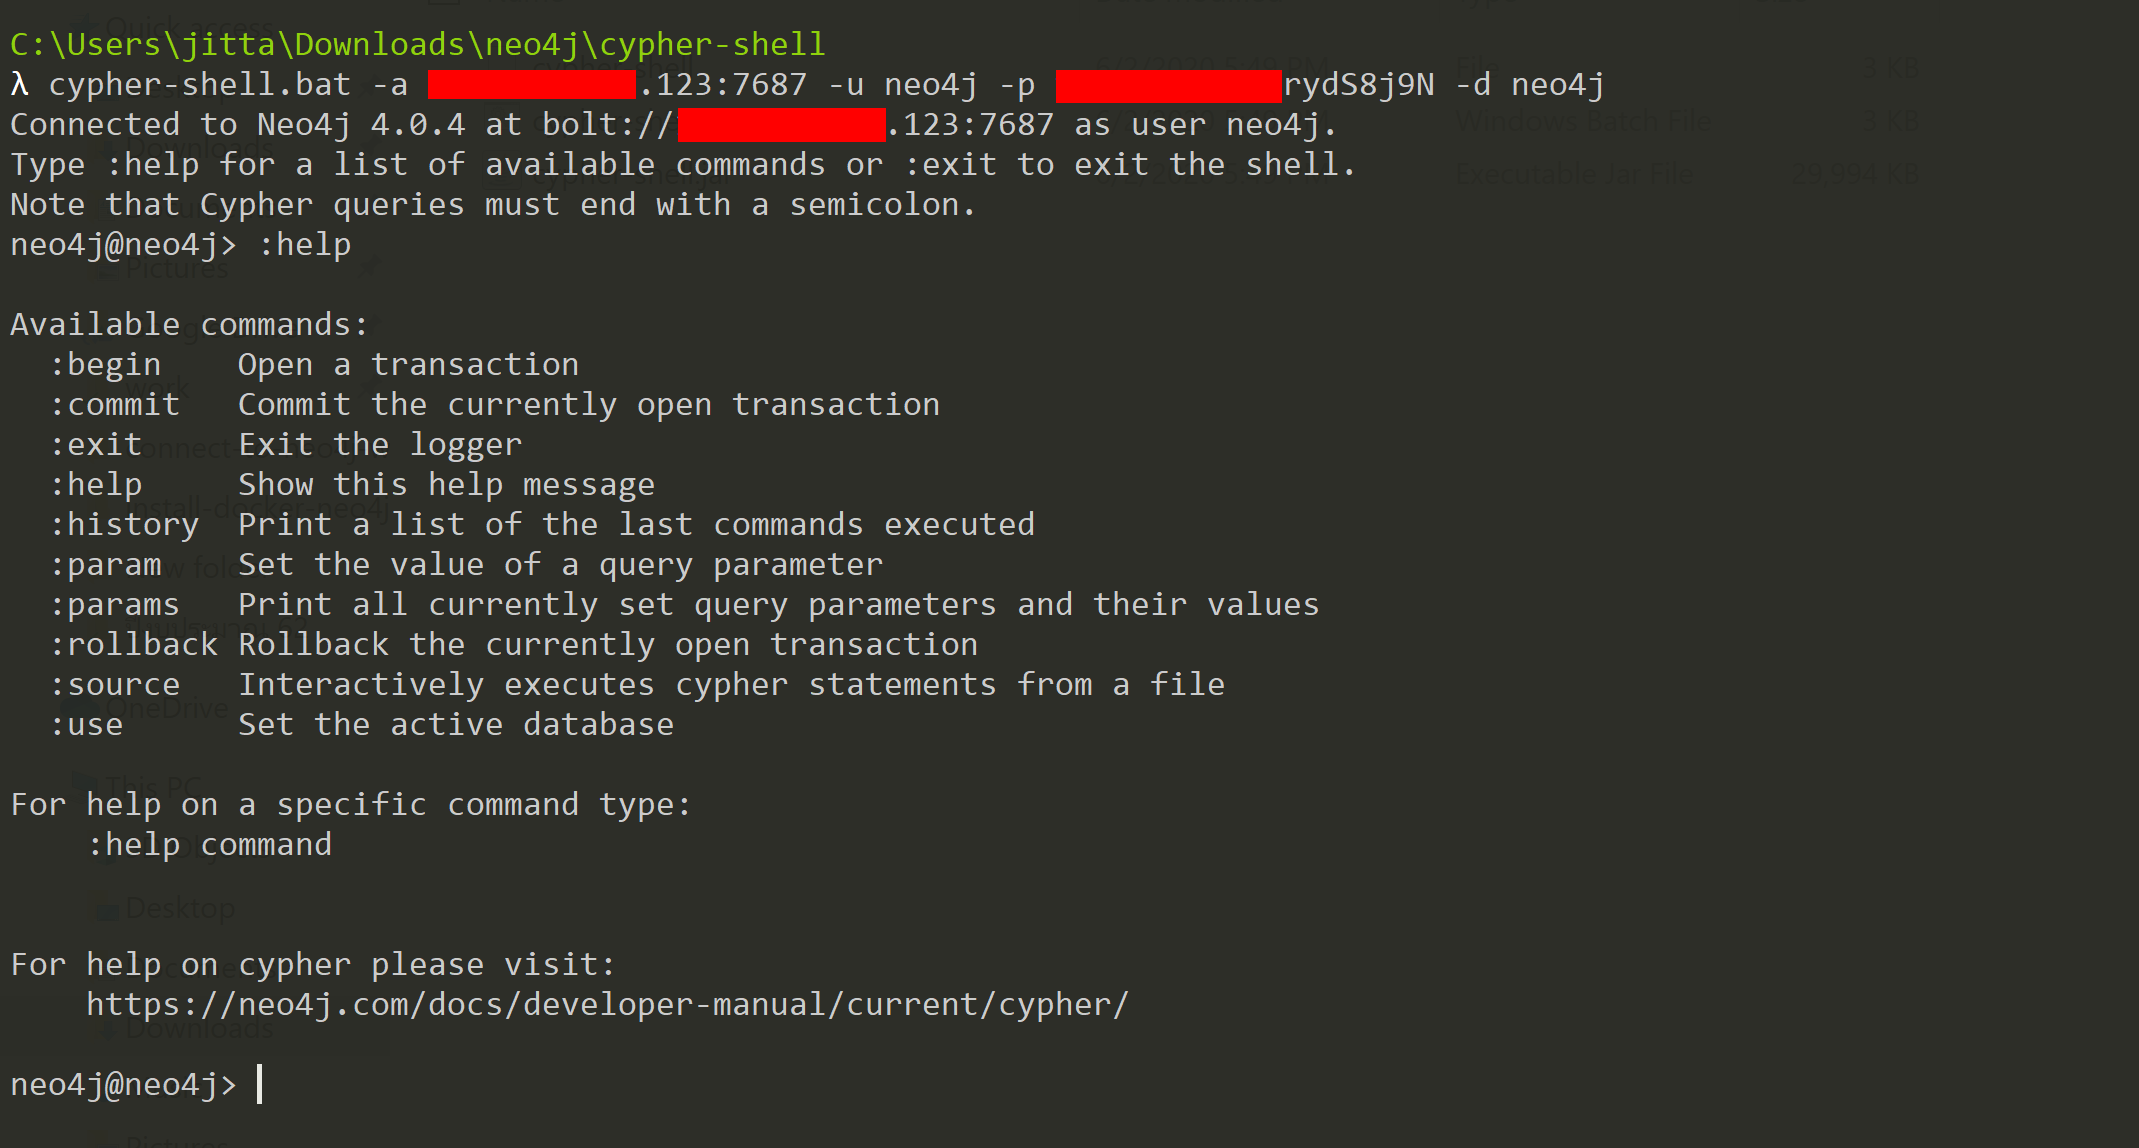 C:\Users\jitta\Downloads\neo4j\cypher-shell
λ cypher-shell.bat -a .123:7687 -u neo4j -p rydS8j9N -d neo4j
Connected to Neo4j 4.0.4 at bolt://.123:7687 as user neo4j.
Type :help for a list of available commands or :exit to exit the shell.
Note that Cypher queries must end with a semicolon.
neo4j@neo4j> :help
Available commands:
:begin Open a transaction
:commit Commit the currently open transaction
:exit Exit the logger
:help Show this help message
:history Print a list of the last commands executed
:param Set the value of a query parameter
:params Print all currently set query parameters and their values
:rollback Rollback the currently open transaction
:source Interactively executes cypher statements from a file
:use Set the active database
For help on a specific command type:
:help command
For help on cypher please visit:
https://neo4j.com/docs/developer-manual/current/cypher/
neo4j@neo4j>